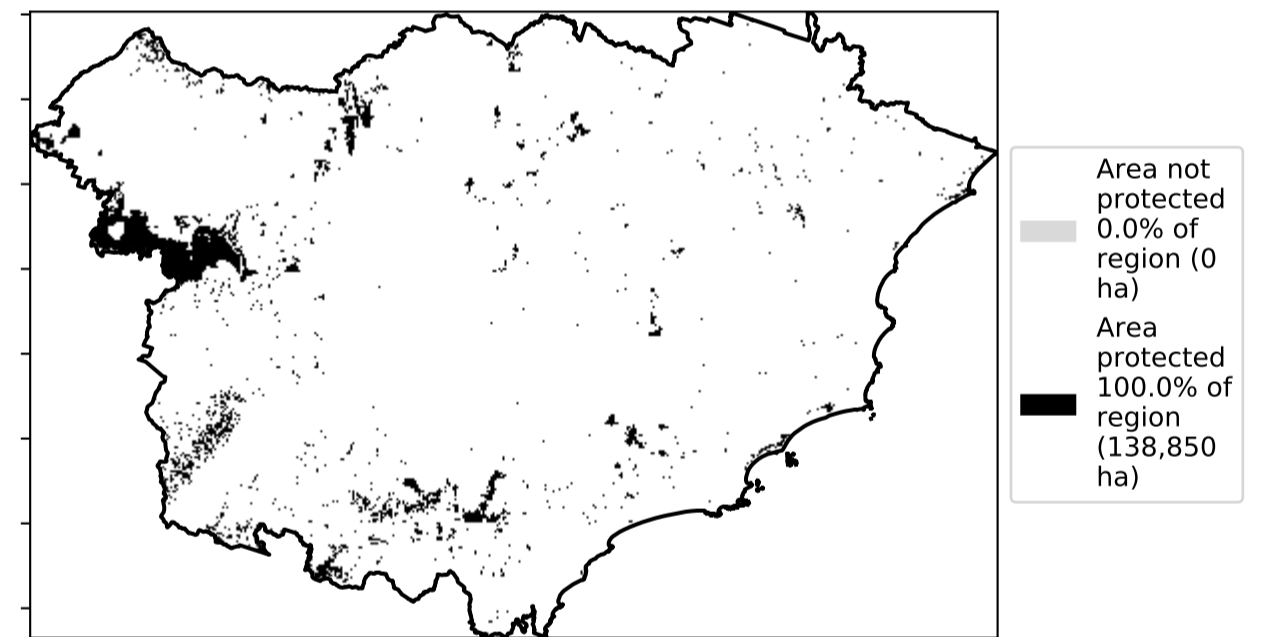 Area not
protected
0.0% of
region (0
ha)
Area
protected
100.0% of
region
(138,850
ha)